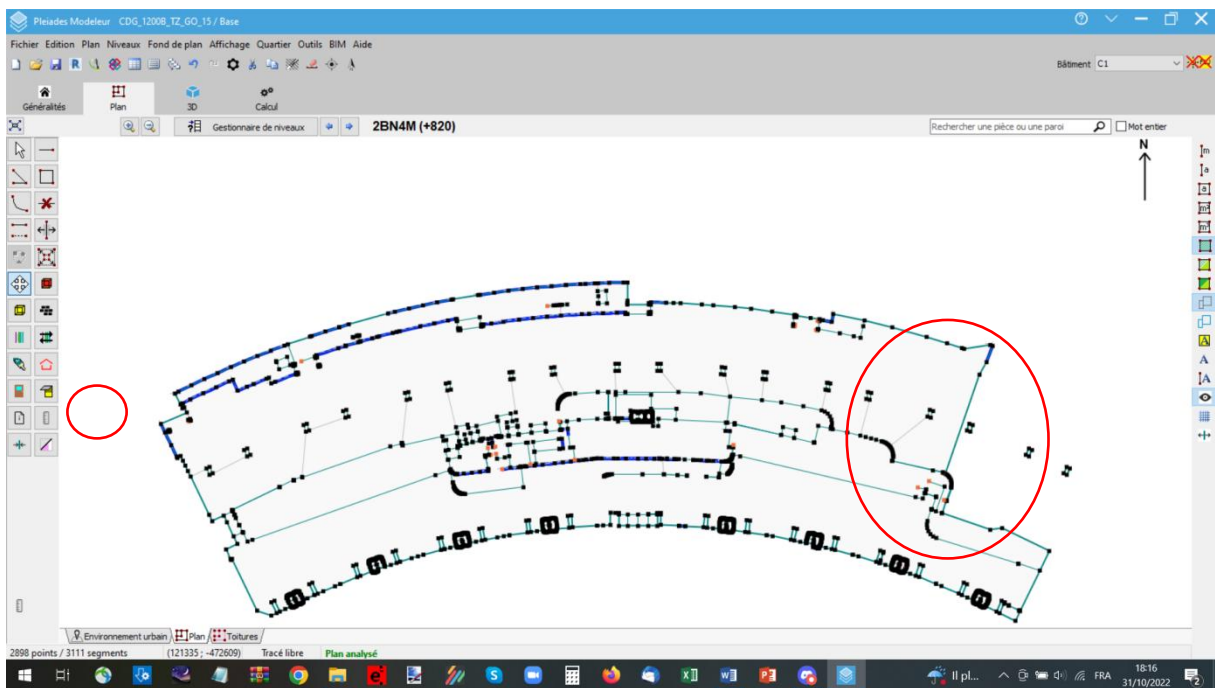 Pleiades Modeleur CDG_1200B_TZ_GO_15 / Base
Fichier Edition Plan Niveaux Fond de plan Affichage Quartier Outils BIM Aide
Bâtiment C1
Généralités Plan 3D Calcul
Gestionnaire de niveaux 2BN4M (+820) Rechercher une pièce ou une paroi Mot entier
N
Environnement urbain Plan Toitures
2898 points / 3111 segments (121335 ; -472609) Tracé libre Plan analysé
Il pl... FRA 18:16
31/10/2022